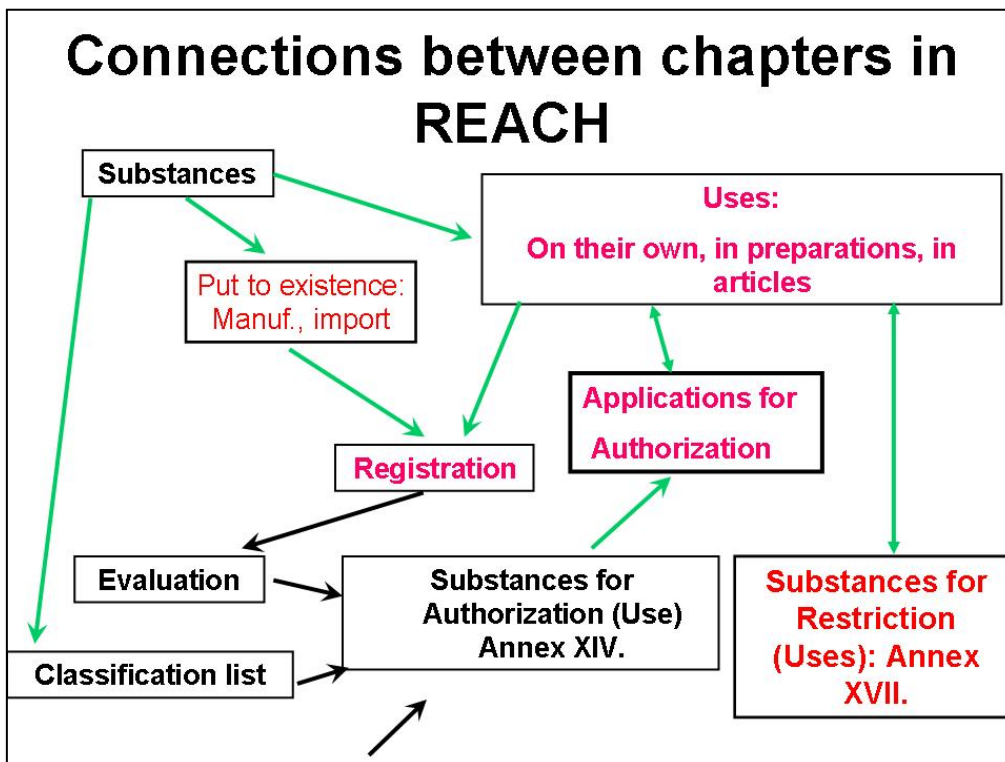 Connections between chapters in
REACH
Substances
Uses:
On their own, in preparations, in
articles
Put to existence:
Manuf., import
Applications for
Authorization
Registration
Evaluation
Substances for
Authorization (Use)
Annex XIV.
Substances for
Restriction
(Uses): Annex
XVII.
Classification list